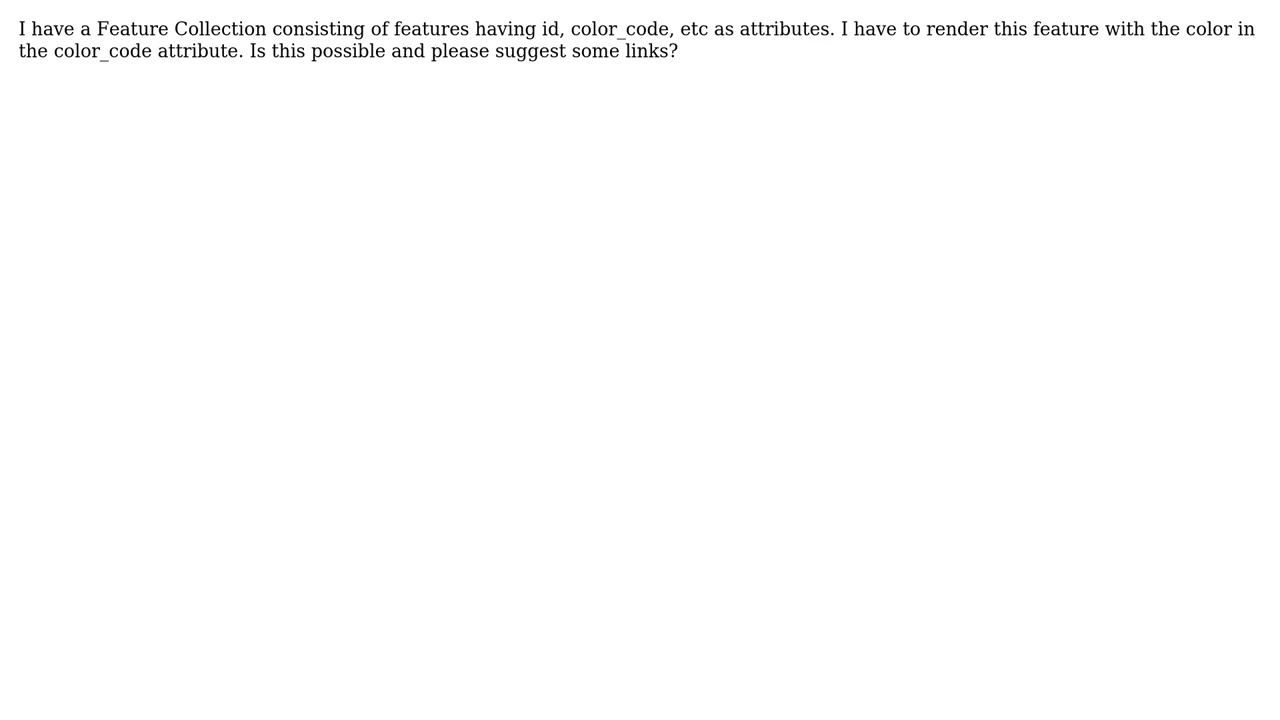 I have a Feature Collection consisting of features having id, color_code, etc as attributes. I have to render this feature with the color in
the color_code attribute. Is this possible and please suggest some links?